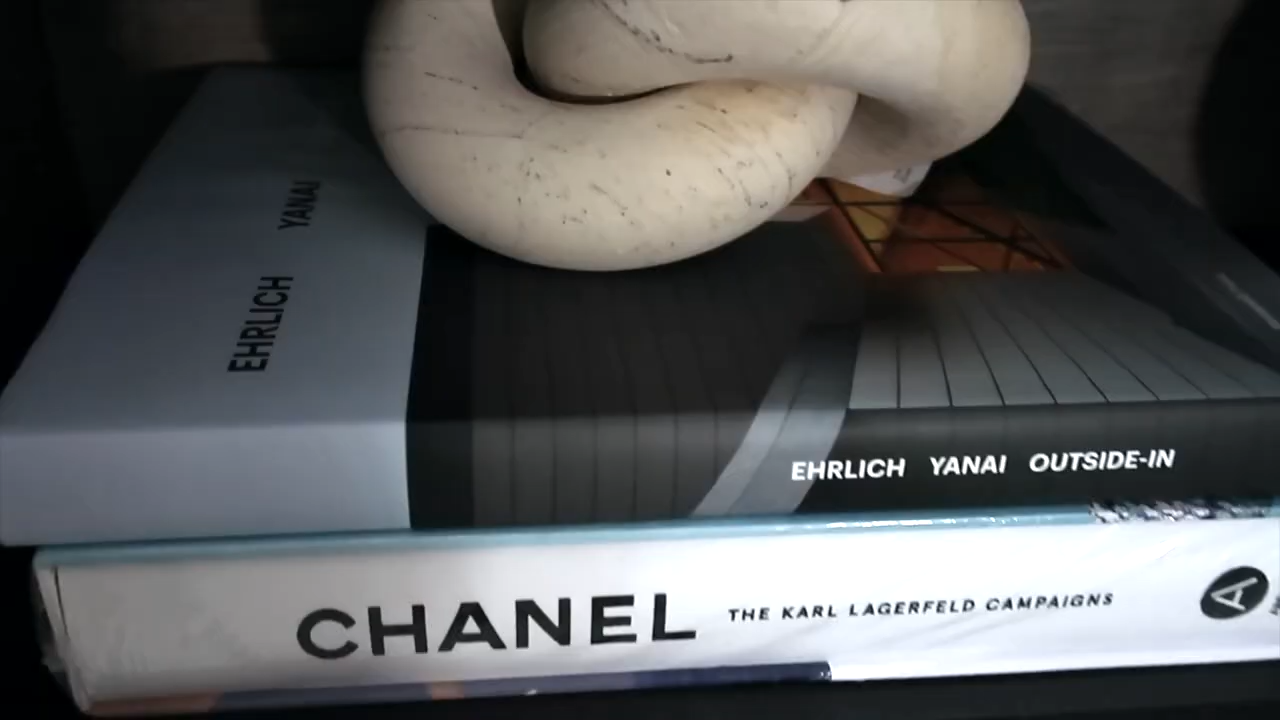 EHRLICH YANAI
EHRLICH YANAI OUTSIDE-IN
CHANEL THE KARL LAGERFELD CAMPAIGNS
A